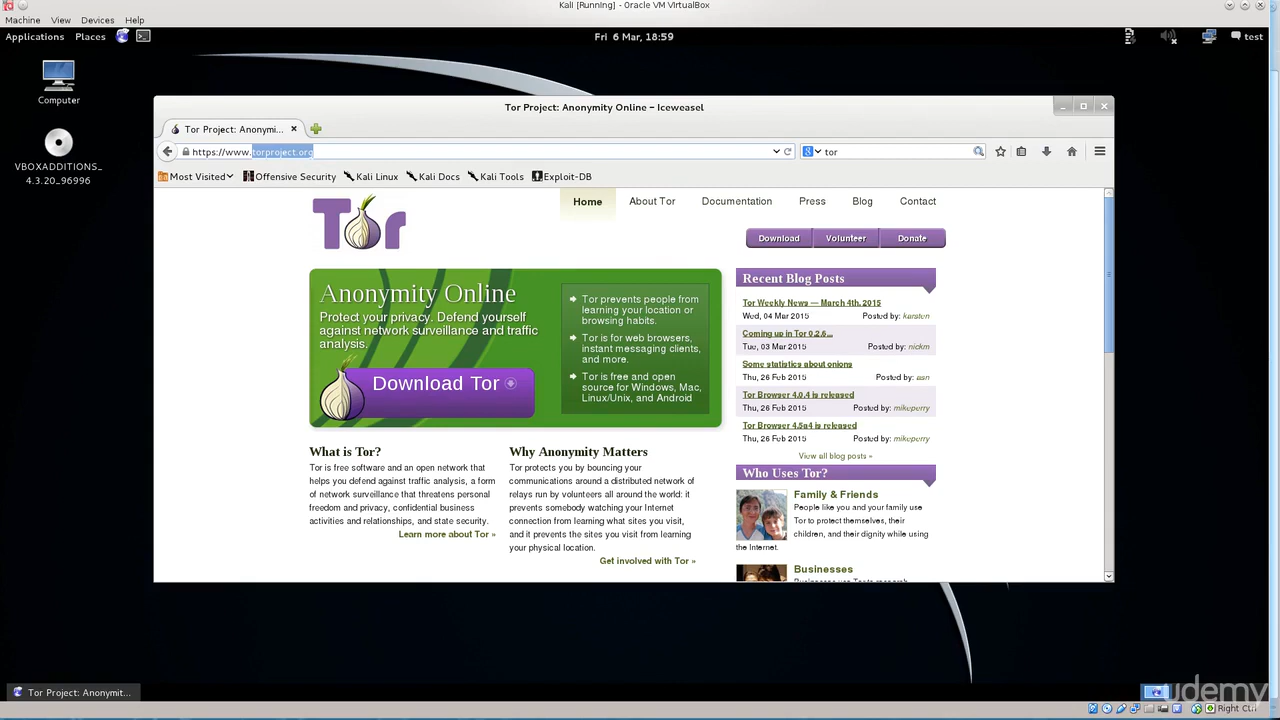 Kali [Running] - Oracle VM VirtualBox
Machine View Devices Help
Applications Places
Fri 6 Mar, 18:59
test
Computer
VBOXADDITIONS_
4.3.20_96996
Tor Project: Anonymity Online - Iceweasel
Tor Project: Anonymi...
https://www.torproject.org
tor
Most Visited Offensive Security Kali Linux Kali Docs Kali Tools Exploit-DB
Tor
Home About Tor Documentation Press Blog Contact
Download Volunteer Donate
Anonymity Online
Protect your privacy. Defend yourself
against network surveillance and traffic
analysis.
Download Tor
Tor prevents people from
learning your location or
browsing habits.
Tor is for web browsers,
instant messaging clients,
and more.
Tor is free and open
source for Windows, Mac,
Linux/Unix, and Android
Recent Blog Posts
Tor Weekly News — March 4th, 2015
Wed, 04 Mar 2015 Posted by: karsten
Coming up in Tor 0.2.6...
Tue, 03 Mar 2015 Posted by: nickm
Some statistics about onions
Thu, 26 Feb 2015 Posted by: asn
Tor Browser 4.0.4 is released
Thu, 26 Feb 2015 Posted by: mikeperry
Tor Browser 4.5a4 is released
Thu, 26 Feb 2015 Posted by: mikeperry
View all blog posts »
What is Tor?
Tor is free software and an open network that
helps you defend against traffic analysis, a form
of network surveillance that threatens personal
freedom and privacy, confidential business
activities and relationships, and state security.
Learn more about Tor »
Why Anonymity Matters
Tor protects you by bouncing your
communications around a distributed network of
relays run by volunteers all around the world: it
prevents somebody watching your Internet
connection from learning what sites you visit,
and it prevents the sites you visit from learning
your physical location.
Get involved with Tor »
Who Uses Tor?
Family & Friends
People like you and your family use
Tor to protect themselves, their
children, and their dignity while using
the Internet.
Businesses
Tor Project: Anonymit...
udemy
Right Ctrl